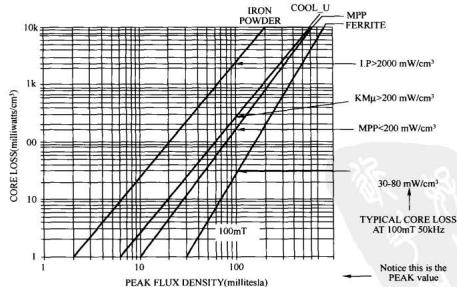 IRON
POWDER
COOL_U
MPP
FERRITE
10k
1k
00
10
1
CORE LOSS/(milliwatts/cm³)
I.P>2000 mW/cm³
KMμ>200 mW/cm³
MPP<200 mW/cm³
30-80 mW/cm³
TYPICAL CORE LOSS
AT 100mT 50kHz
100mT
1
10
100
1000
PEAK FLUX DENSITY(millitesla)
Notice this is the
PEAK value